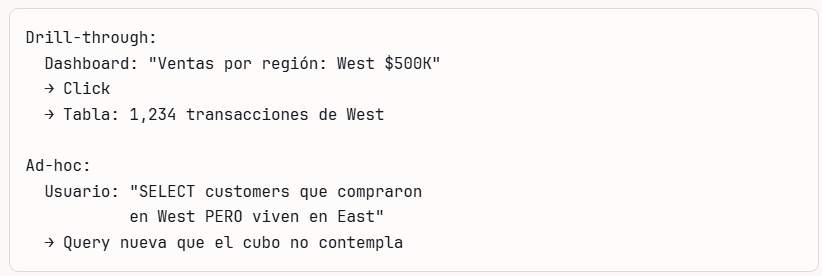 Drill-through:
Dashboard: "Ventas por región: West $500K"
→ Click
→ Tabla: 1,234 transacciones de West
Ad-hoc:
Usuario: "SELECT customers que compraron
en West PERO viven en East"
→ Query nueva que el cubo no contempla